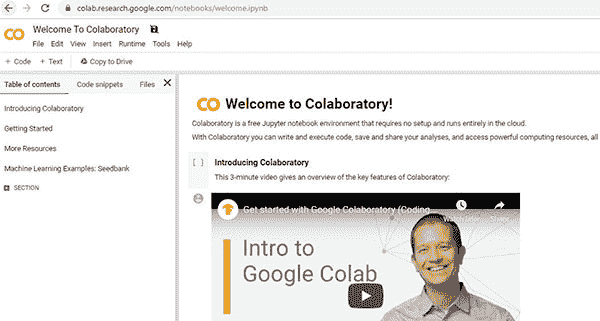 colab.research.google.com/notebooks/welcome.ipynb
Welcome To Colaboratory
File Edit View Insert Runtime Tools Help
+ Code + Text Copy to Drive
Table of contents Code snippets Files
Introducing Colaboratory
Getting Started
More Resources
Machine Learning Examples: Seedbank
SECTION
Welcome to Colaboratory!
Colaboratory is a free Jupyter notebook environment that requires no setup and runs entirely in the cloud.
With Colaboratory you can write and execute code, save and share your analyses, and access powerful computing resources, all
[ ] Introducing Colaboratory
This 3-minute video gives an overview of the key features of Colaboratory:
Get started with Google Colaboratory (Coding
Intro to
Google Colab